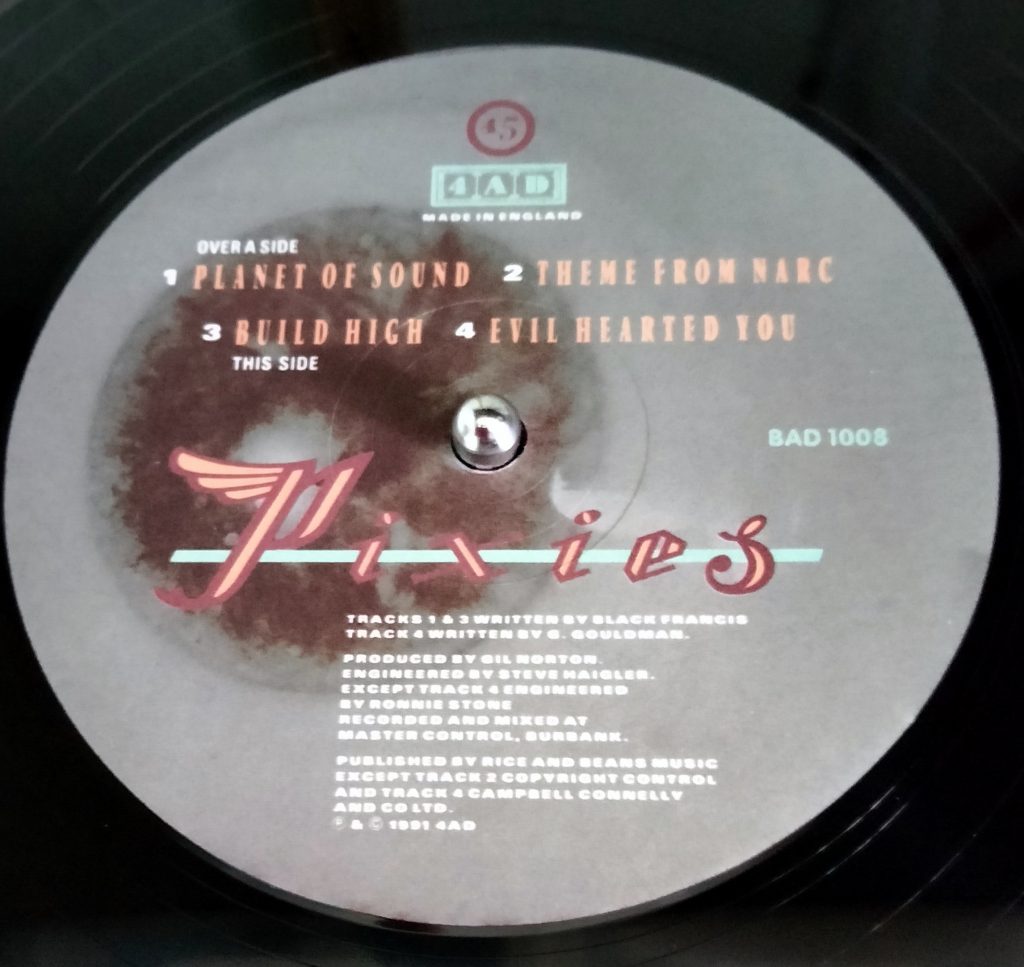 45
4AD
MADE IN ENGLAND
OVER A SIDE
1 PLANET OF SOUND 2 THEME FROM NARC
3 BUILD HIGH 4 EVIL HEARTED YOU
THIS SIDE
BAD 1008
Pixies
TRACKS 1 & 3 WRITTEN BY BLACK FRANCIS
TRACK 4 WRITTEN BY G. GOULDMAN.
PRODUCED BY GIL NORTON.
ENGINEERED BY STEVE HAIGLER.
EXCEPT TRACK 4 ENGINEERED
BY RONNIE STONE
RECORDED AND MIXED AT
MASTER CONTROL, BURBANK.
PUBLISHED BY RICE AND BEANS MUSIC
EXCEPT TRACK 2 COPYRIGHT CONTROL
AND TRACK 4 CAMPBELL CONNELLY
AND CO LTD.
℗ & © 1991 4AD